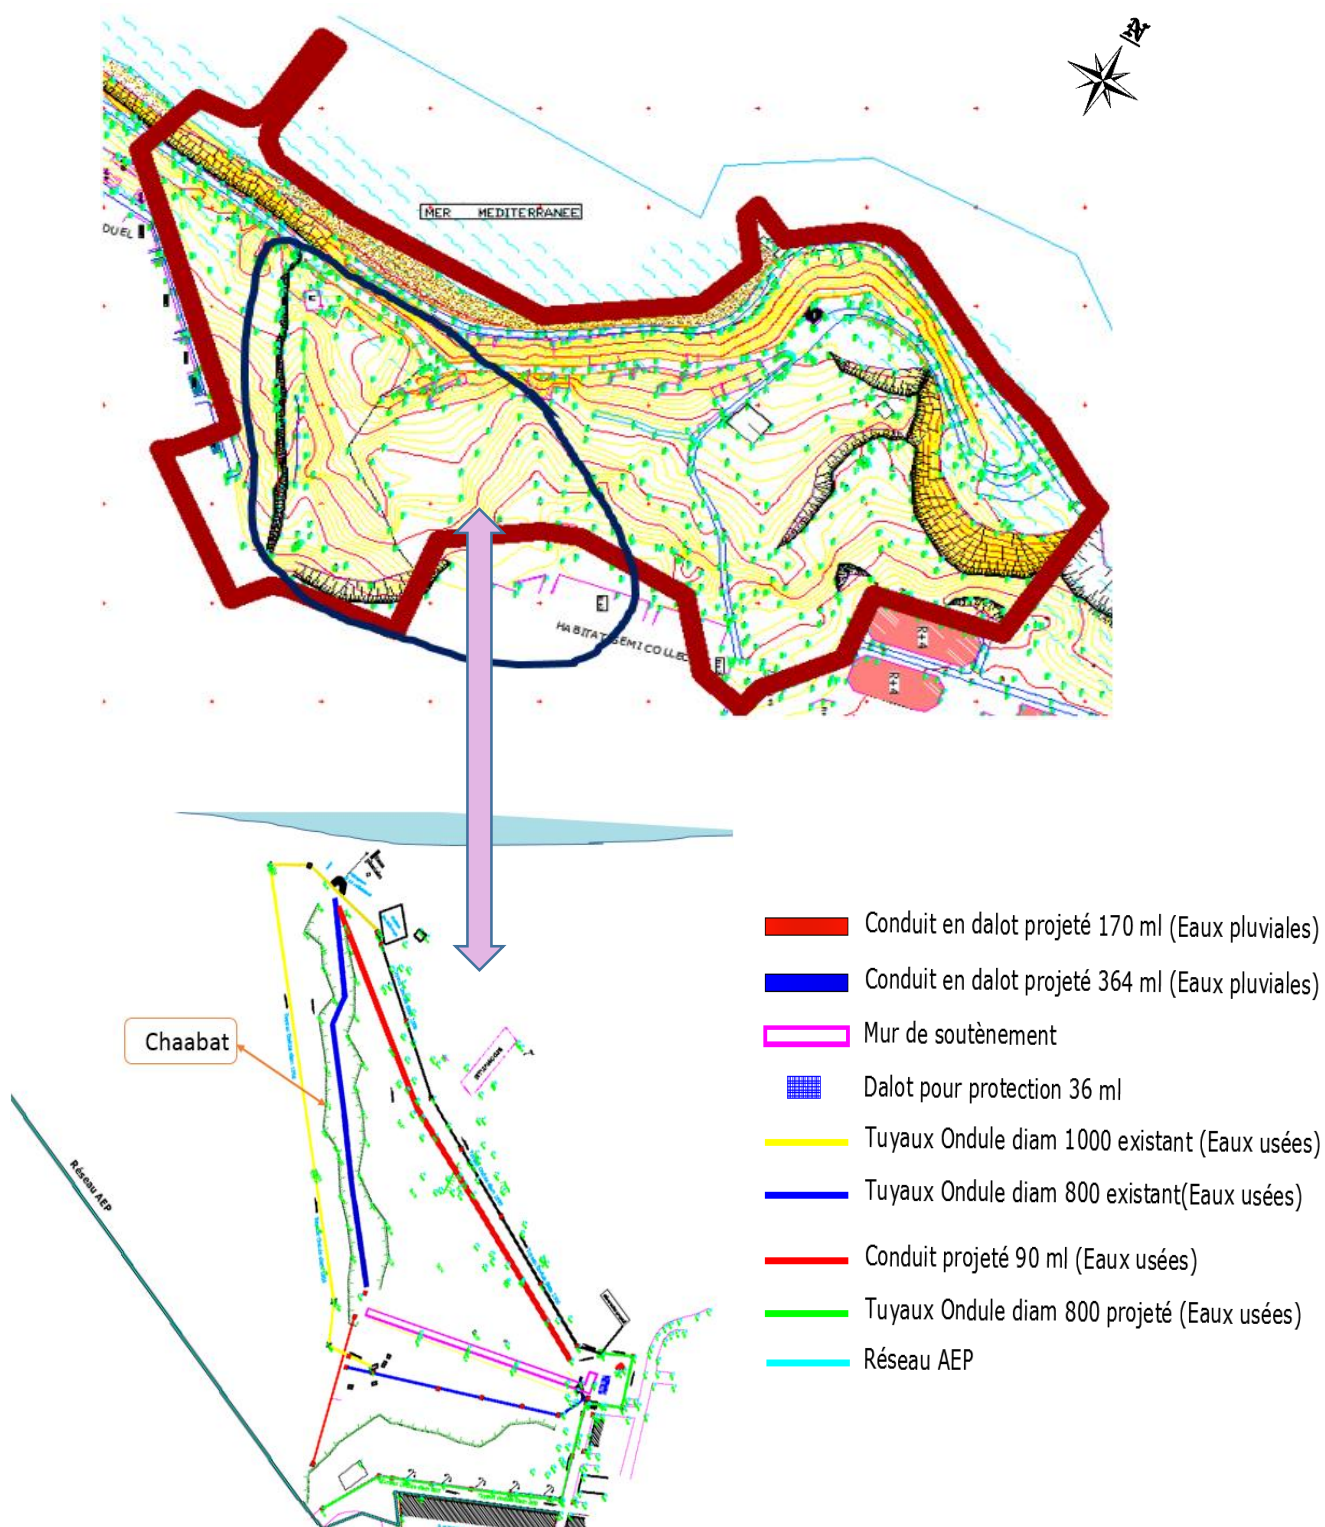 N
MER MEDITERRANEE
DUEL
HABITAT SEMI COLLEC
R+4
R+4
Chaabat
Réseau AEP
Conduit en dalot projeté 170 ml (Eaux pluviales)
Conduit en dalot projeté 364 ml (Eaux pluviales)
Mur de soutènement
Dalot pour protection 36 ml
Tuyaux Ondule diam 1000 existant (Eaux usées)
Tuyaux Ondule diam 800 existant(Eaux usées)
Conduit projeté 90 ml (Eaux usées)
Tuyaux Ondule diam 800 projeté (Eaux usées)
Réseau AEP